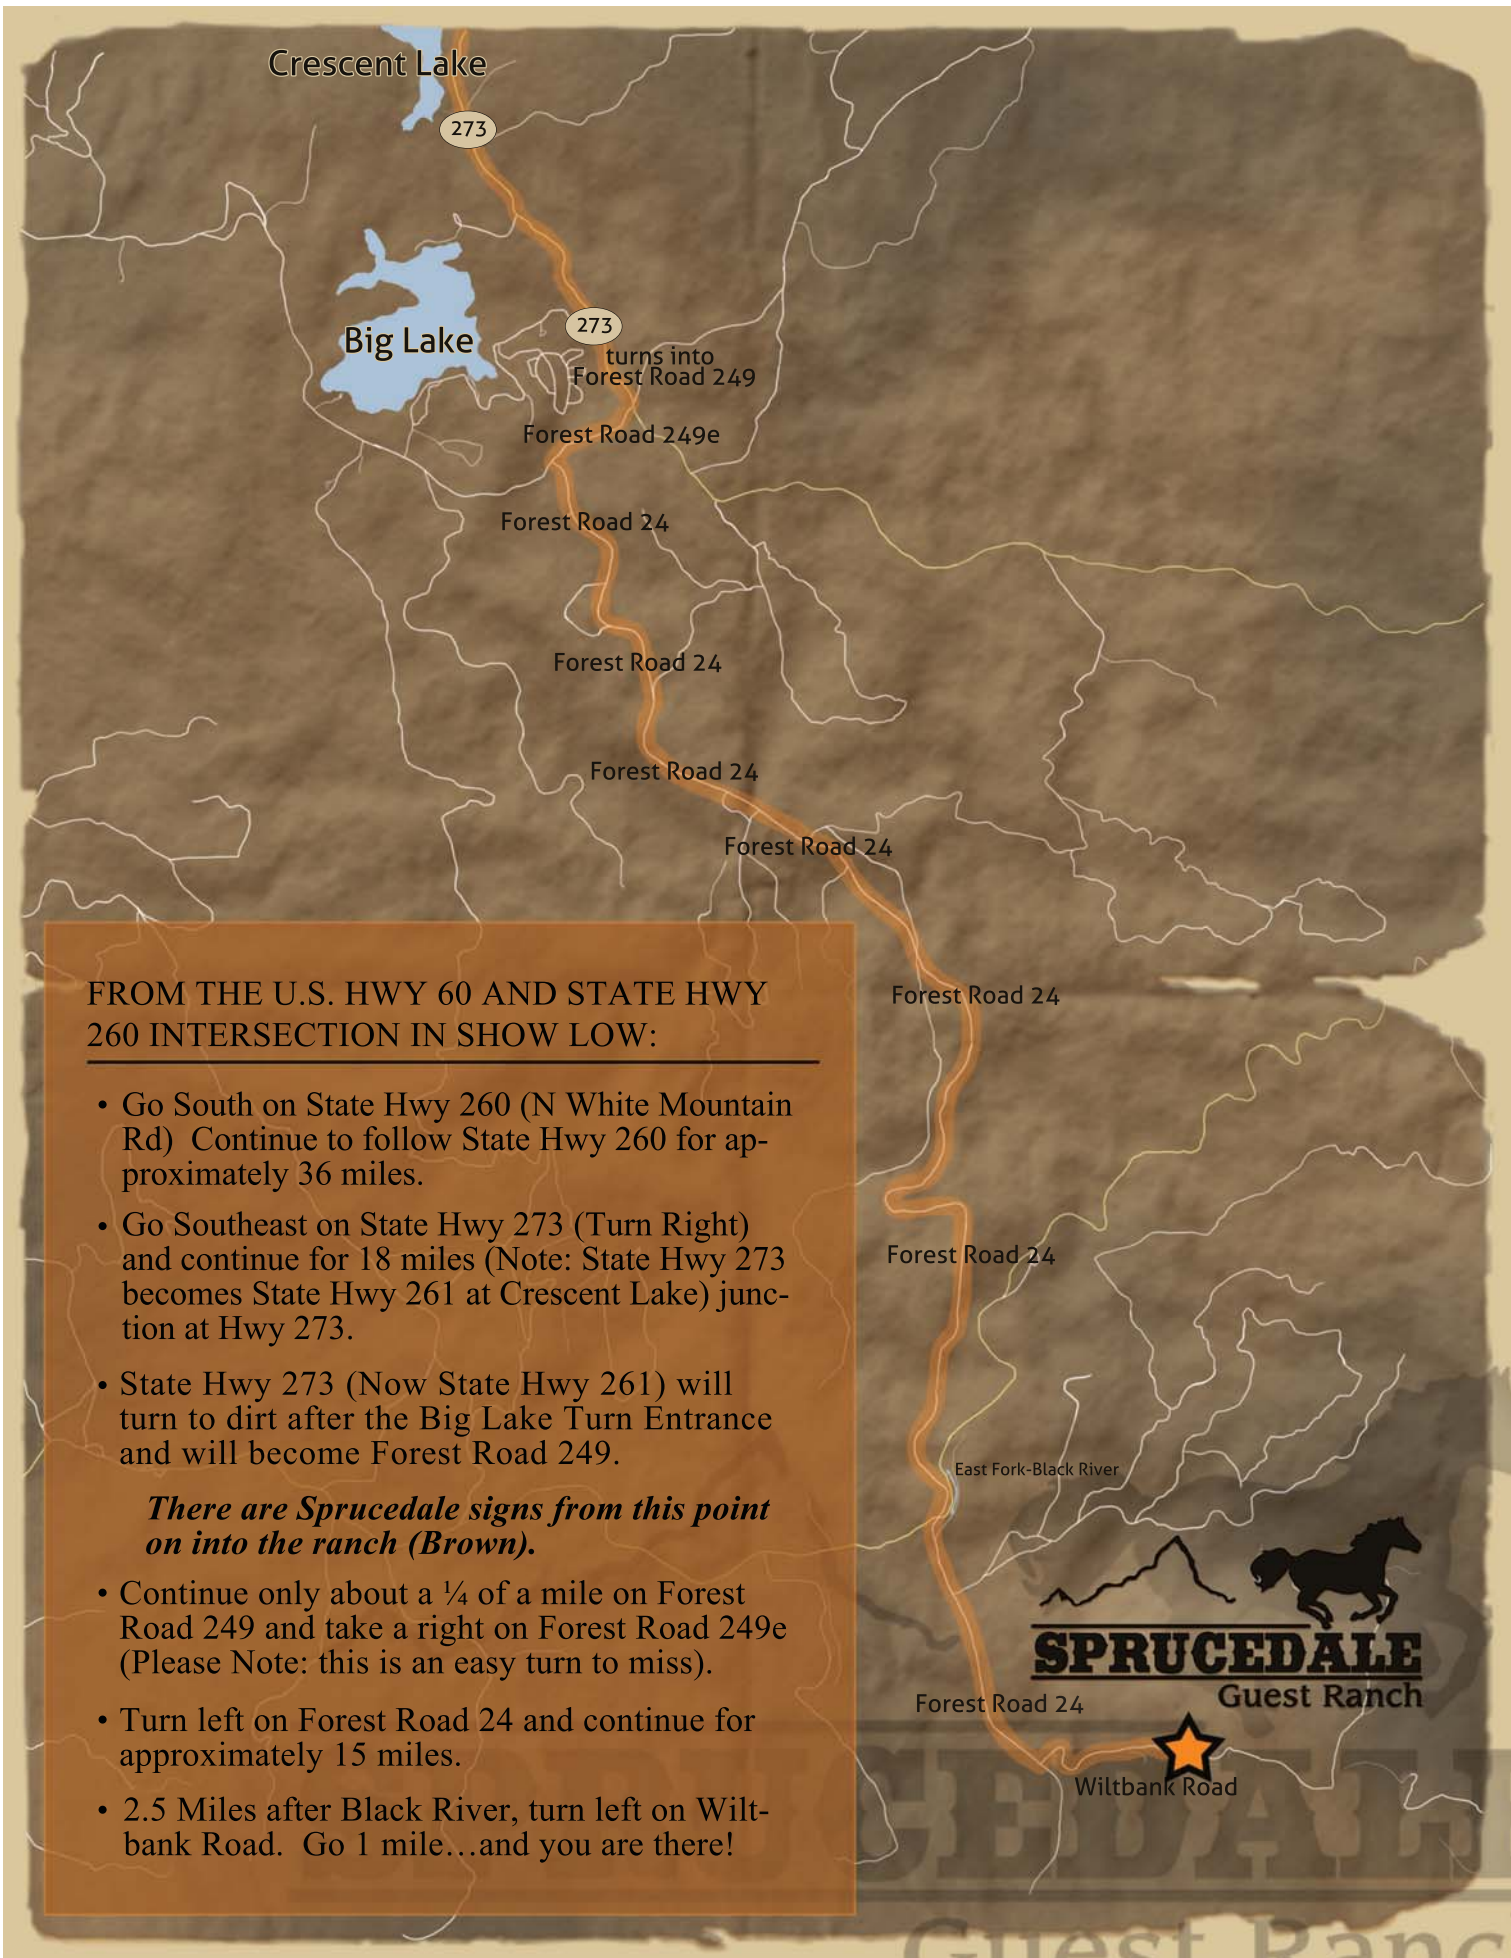 Crescent Lake
273
273
Big Lake
turns into
Forest Road 249
Forest Road 249e
Forest Road 24
Forest Road 24
Forest Road 24
Forest Road 24
Forest Road 24
Forest Road 24
East Fork-Black River
SPRUCEDALE
Guest Ranch
Forest Road 24
Wiltbank Road
FROM THE U.S. HWY 60 AND STATE HWY
260 INTERSECTION IN SHOW LOW:
• Go South on State Hwy 260 (N White Mountain
Rd)  Continue to follow State Hwy 260 for ap-
proximately 36 miles.
• Go Southeast on State Hwy 273 (Turn Right)
and continue for 18 miles (Note: State Hwy 273
becomes State Hwy 261 at Crescent Lake) junc-
tion at Hwy 273.
• State Hwy 273 (Now State Hwy 261) will
turn to dirt after the Big Lake Turn Entrance
and will become Forest Road 249.
There are Sprucedale signs from this point
on into the ranch (Brown).
• Continue only about a ¼ of a mile on Forest
Road 249 and take a right on Forest Road 249e
(Please Note: this is an easy turn to miss).
• Turn left on Forest Road 24 and continue for
approximately 15 miles.
• 2.5 Miles after Black River, turn left on Wilt-
bank Road.  Go 1 mile…and you are there!
SPRUCEDALE
Guest Ranc